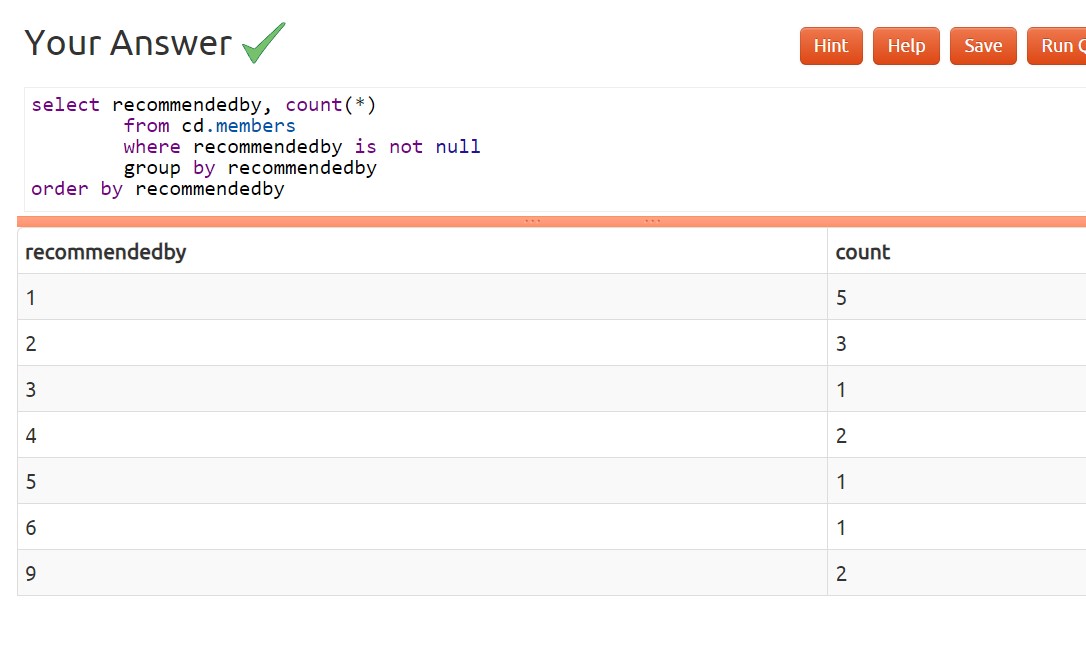 Your Answer
Hint Help Save Run
select recommendedby, count(*)
from cd.members
where recommendedby is not null
group by recommendedby
order by recommendedby
recommendedby count
1 5
2 3
3 1
4 2
5 1
6 1
9 2